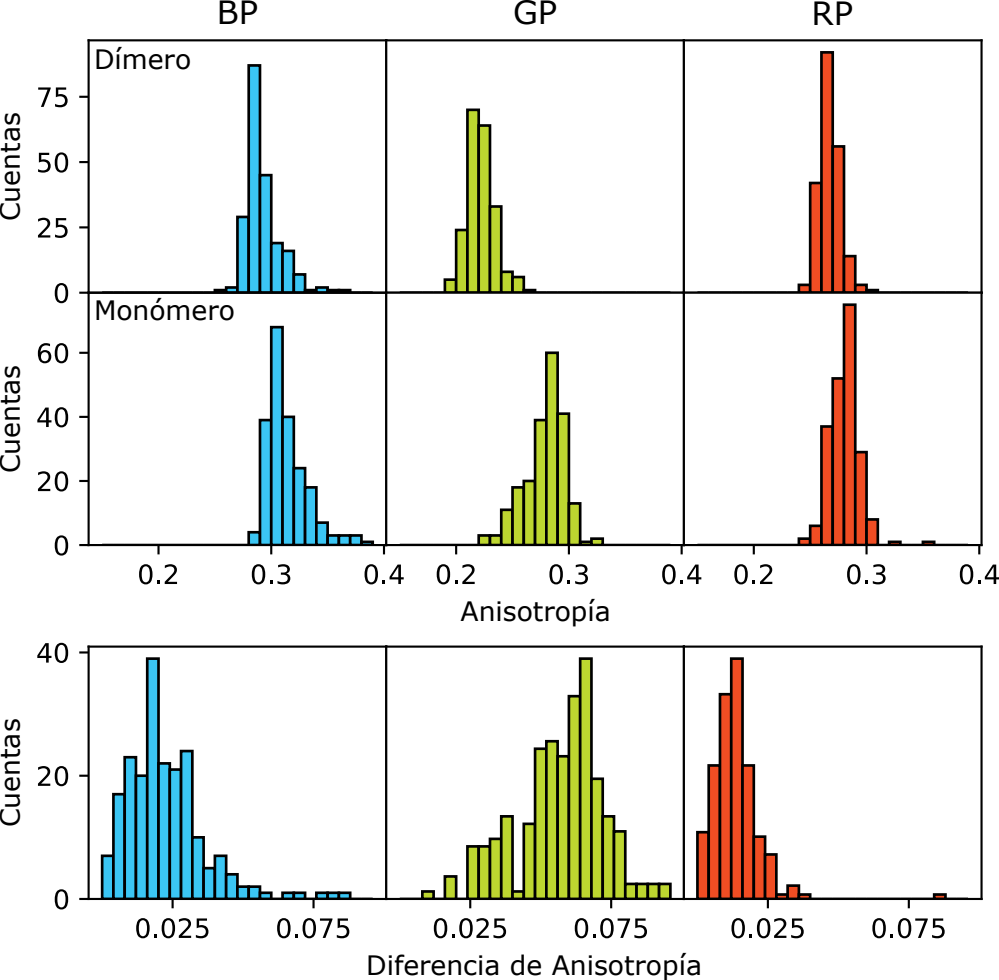 BP GP RP
Dímero
75
50
25
0
Cuentas
Monómero
60
40
20
0
Cuentas
0.2 0.3 0.4 0.2 0.3 0.4 0.2 0.3 0.4
Anisotropía
40
20
0
Cuentas
0.025 0.075 0.025 0.075 0.025 0.075
Diferencia de Anisotropía